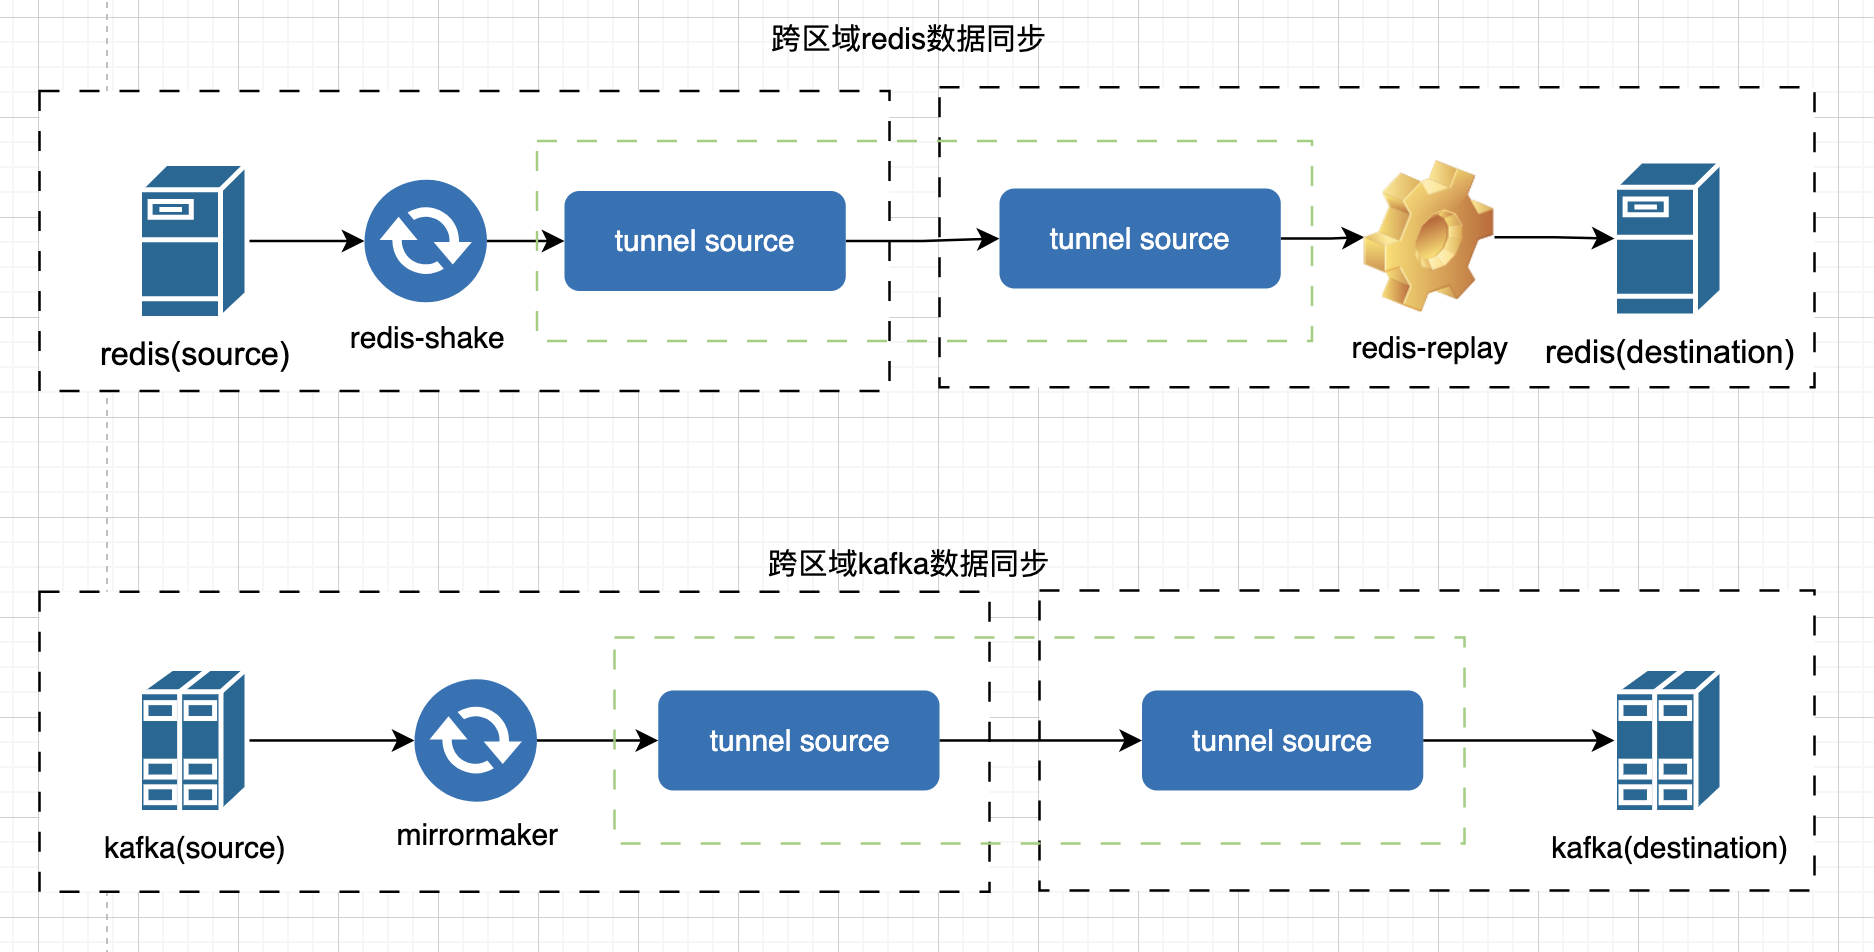 跨区域redis数据同步
tunnel source
tunnel source
redis-shake
redis-replay
redis(source)
redis(destination)
跨区域kafka数据同步
tunnel source
tunnel source
mirrormaker
kafka(source)
kafka(destination)